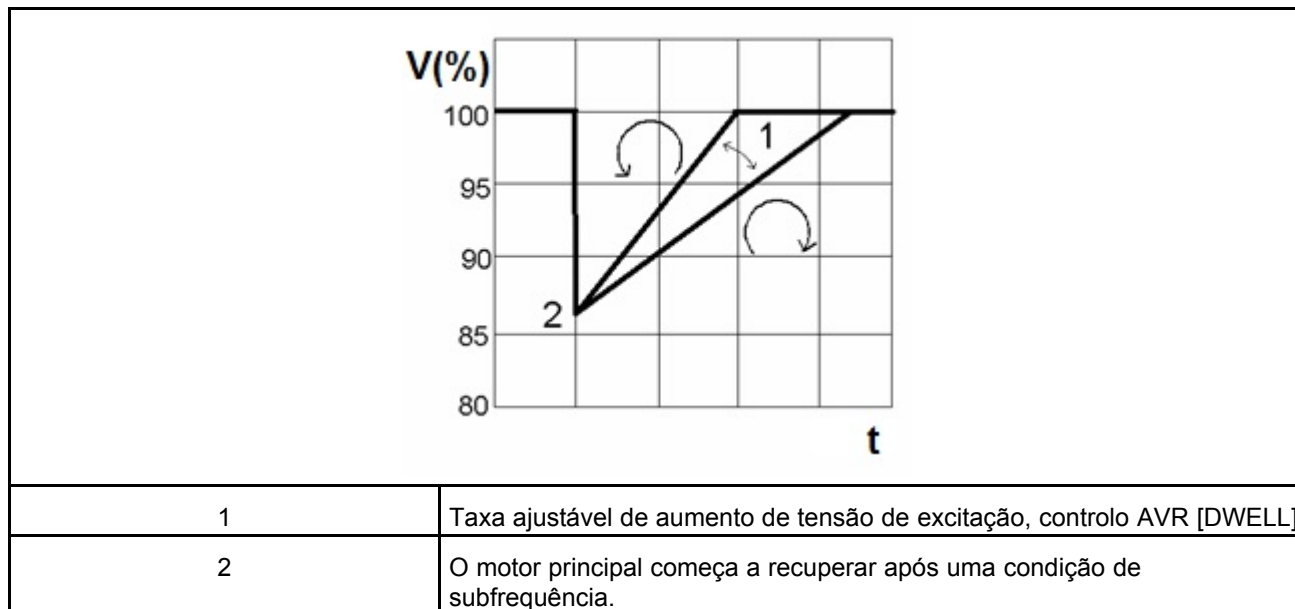 V(%)
100
1
95
90
2
85
80
t
1 Taxa ajustável de aumento de tensão de excitação, controlo AVR [DWELL]
2 O motor principal começa a recuperar após uma condição de
subfrequência.